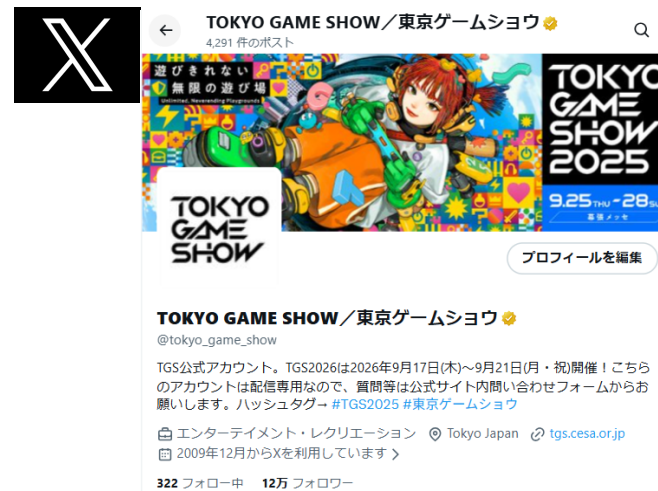 X
TOKYO GAME SHOW／東京ゲームショウ
4,291 件のポスト
遊びきれない
無限の遊び場
Unlimited, Neverending Playgrounds
TOKYO
GAME
SHOW
2025
9.25THU -28SU
幕張メッセ
TOKYO
GAME
SHOW
プロフィールを編集
TOKYO GAME SHOW／東京ゲームショウ
@tokyo_game_show
TGS公式アカウント。TGS2026は2026年9月17日(木)～9月21日(月・祝)開催！こちら
のアカウントは配信専用なので、質問等は公式サイト内問い合わせフォームからお
願いします。ハッシュタグ→ #TGS2025 #東京ゲームショウ
エンターテイメント・レクリエーション Tokyo Japan tgs.cesa.or.jp
2009年12月からXを利用しています
322 フォロー中 12万 フォロワー